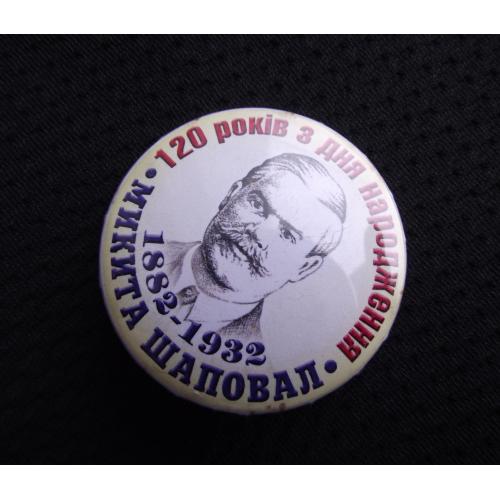 120 років з дня народження
• МИКИТА ШАПОВАЛ •
1882-1932